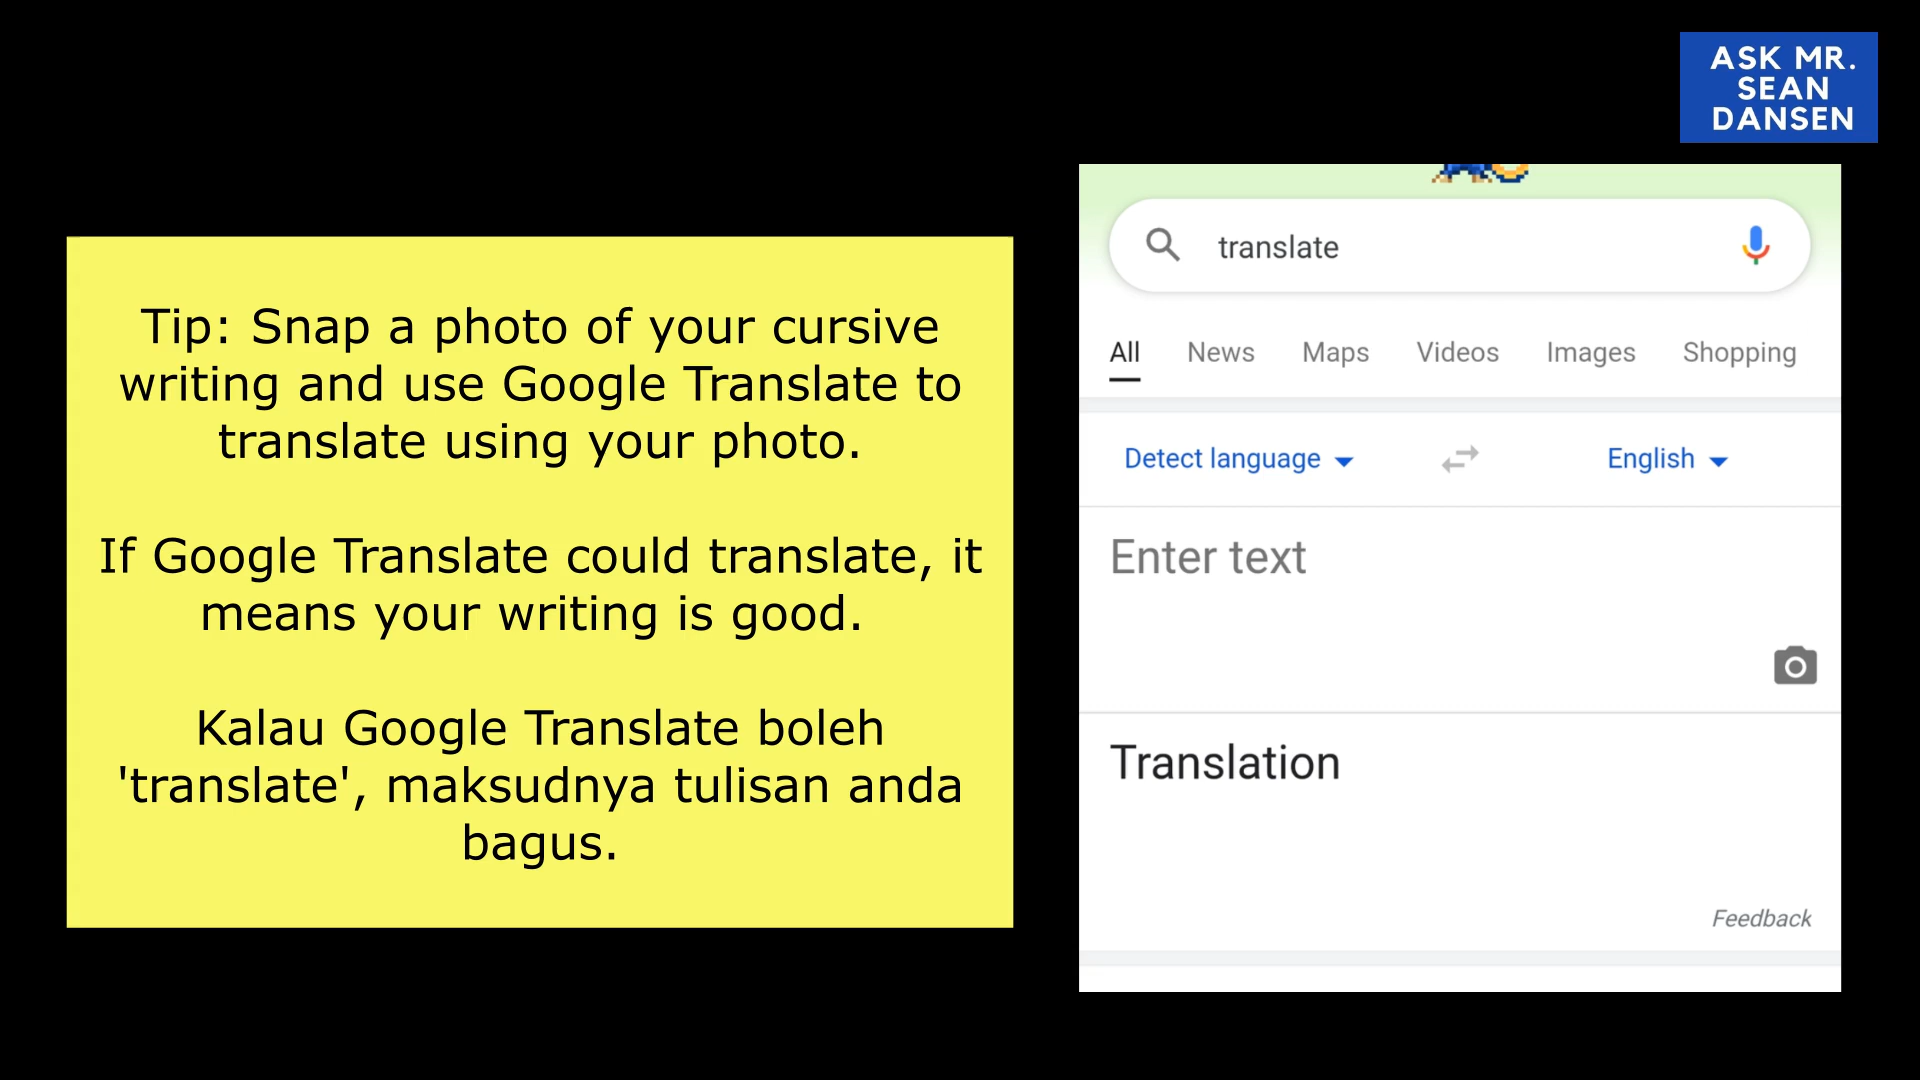 ASK MR.
SEAN
DANSEN
Tip: Snap a photo of your cursive
writing and use Google Translate to
translate using your photo.
If Google Translate could translate, it
means your writing is good.
Kalau Google Translate boleh
'translate', maksudnya tulisan anda
bagus.
translate
All News Maps Videos Images Shopping
Detect language English
Enter text
Translation
Feedback